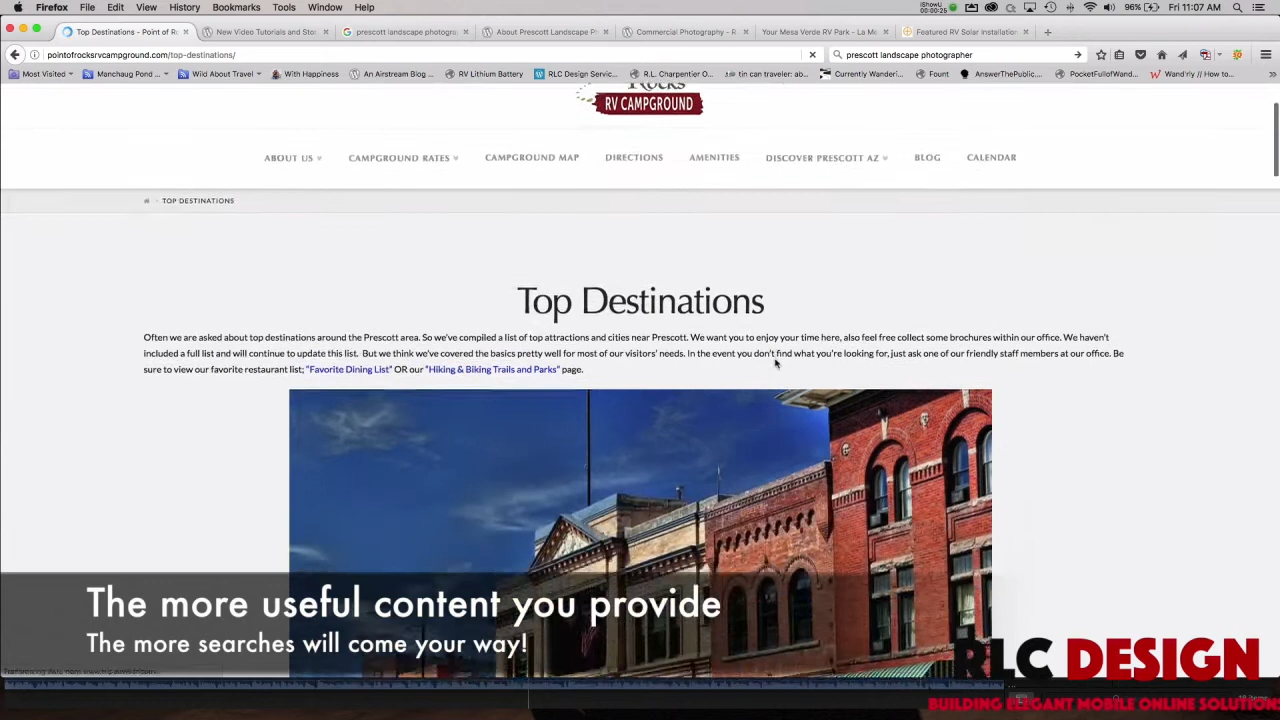 Firefox File Edit View History Bookmarks Tools Window Help
iShowU
00:00:25
96% Fri 11:07 AM
Top Destinations - Point of R...
New Video Tutorials and Sto...
prescott landscape photogra...
About Prescott Landscape Ph...
Commercial Photography - R...
Your Mesa Verde RV Park - La M...
Featured RV Solar Installation...
pointofrocksrvcampground.com/top-destinations/
prescott landscape photographer
Most Visited
Manchaug Pond ...
Wild About Travel
With Happiness
An Airstream Blog ...
RV Lithium Battery
RLC Design Servic...
R.L. Charpentier O...
tin can traveler: ab...
Currently Wanderi...
Fount
AnswerThePublic....
PocketFullofWand...
Wand'rly // How to...
Rocks
RV CAMPGROUND
ABOUT US
CAMPGROUND RATES
CAMPGROUND MAP
DIRECTIONS
AMENITIES
DISCOVER PRESCOTT AZ
BLOG
CALENDAR
TOP DESTINATIONS
Top Destinations
Often we are asked about top destinations around the Prescott area. So we've compiled a list of top attractions and cities near Prescott. We want you to enjoy your time here, also feel free collect some brochures within our office. We haven't
included a full list and will continue to update this list. But we think we've covered the basics pretty well for most of our visitors' needs. In the event you don't find what you're looking for, just ask one of our friendly staff members at our office. Be
sure to view our favorite restaurant list; "Favorite Dining List" OR our "Hiking & Biking Trails and Parks" page.
The more useful content you provide
The more searches will come your way!
RLC DESIGN
BUILDING ELEGANT MOBILE ONLINE SOLUTION